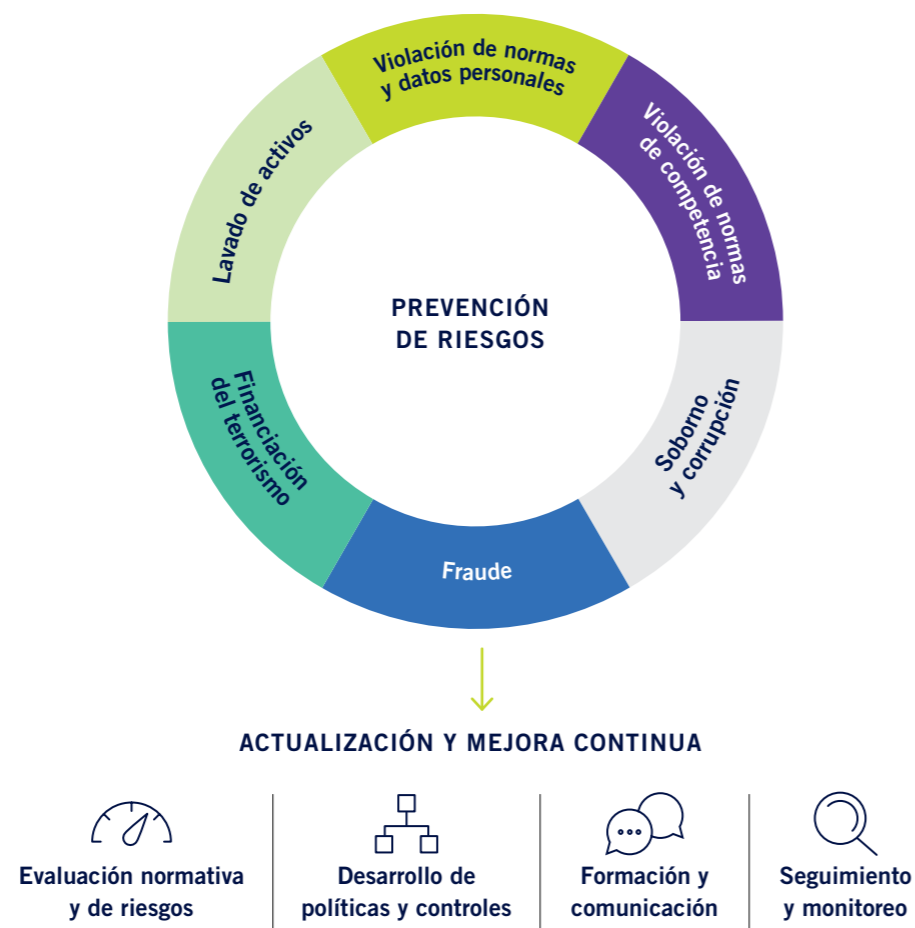 Violación de normas
y datos personales
Violación de normas
de competencia
Soborno
y corrupción
Fraude
Financiación
del terrorismo
Lavado de activos
PREVENCIÓN
DE RIESGOS
ACTUALIZACIÓN Y MEJORA CONTINUA
Evaluación normativa
y de riesgos
Desarrollo de
políticas y controles
Formación y
comunicación
Seguimiento
y monitoreo